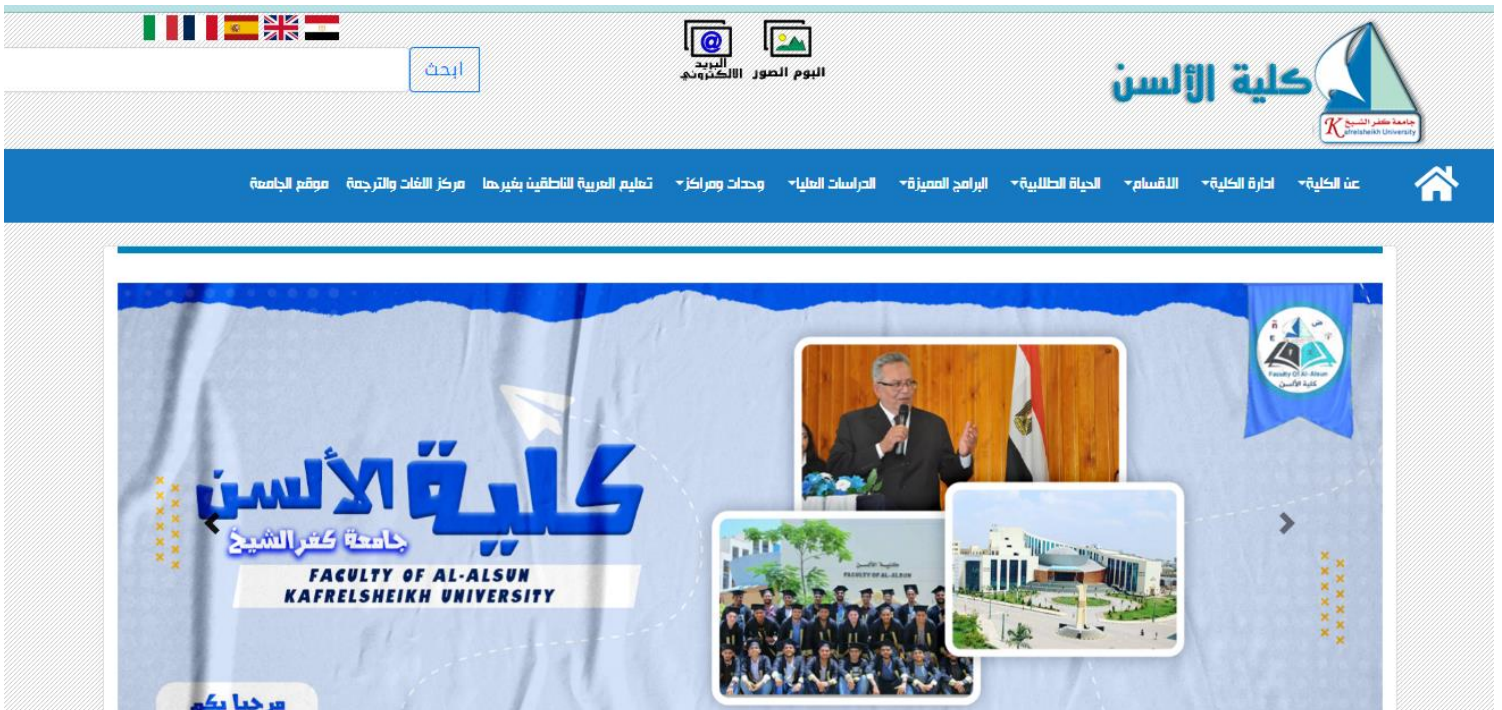 ابحث
البريد
الالكتروني
البوم الصور
كلية الألسن
جامعة كفر الشيخ
Kafrelsheikh University
عن الكلية
ادارة الكلية
الاقسام
الحياة الطلابية
البرامج المميزة
الدراسات العليا
وحدات ومراكز
تعليم العربية للناطقين بغيرها
مركز اللغات والترجمة
موقع الجامعة
Faculty Of Al-Alsun
كلية الألسن
كلية الألسن
جامعة كفر الشيخ
FACULTY OF AL-ALSUN
KAFRELSHEIKH UNIVERSITY
كلية الألسن
FACULTY OF AL-ALSUN
مرحبا بكم